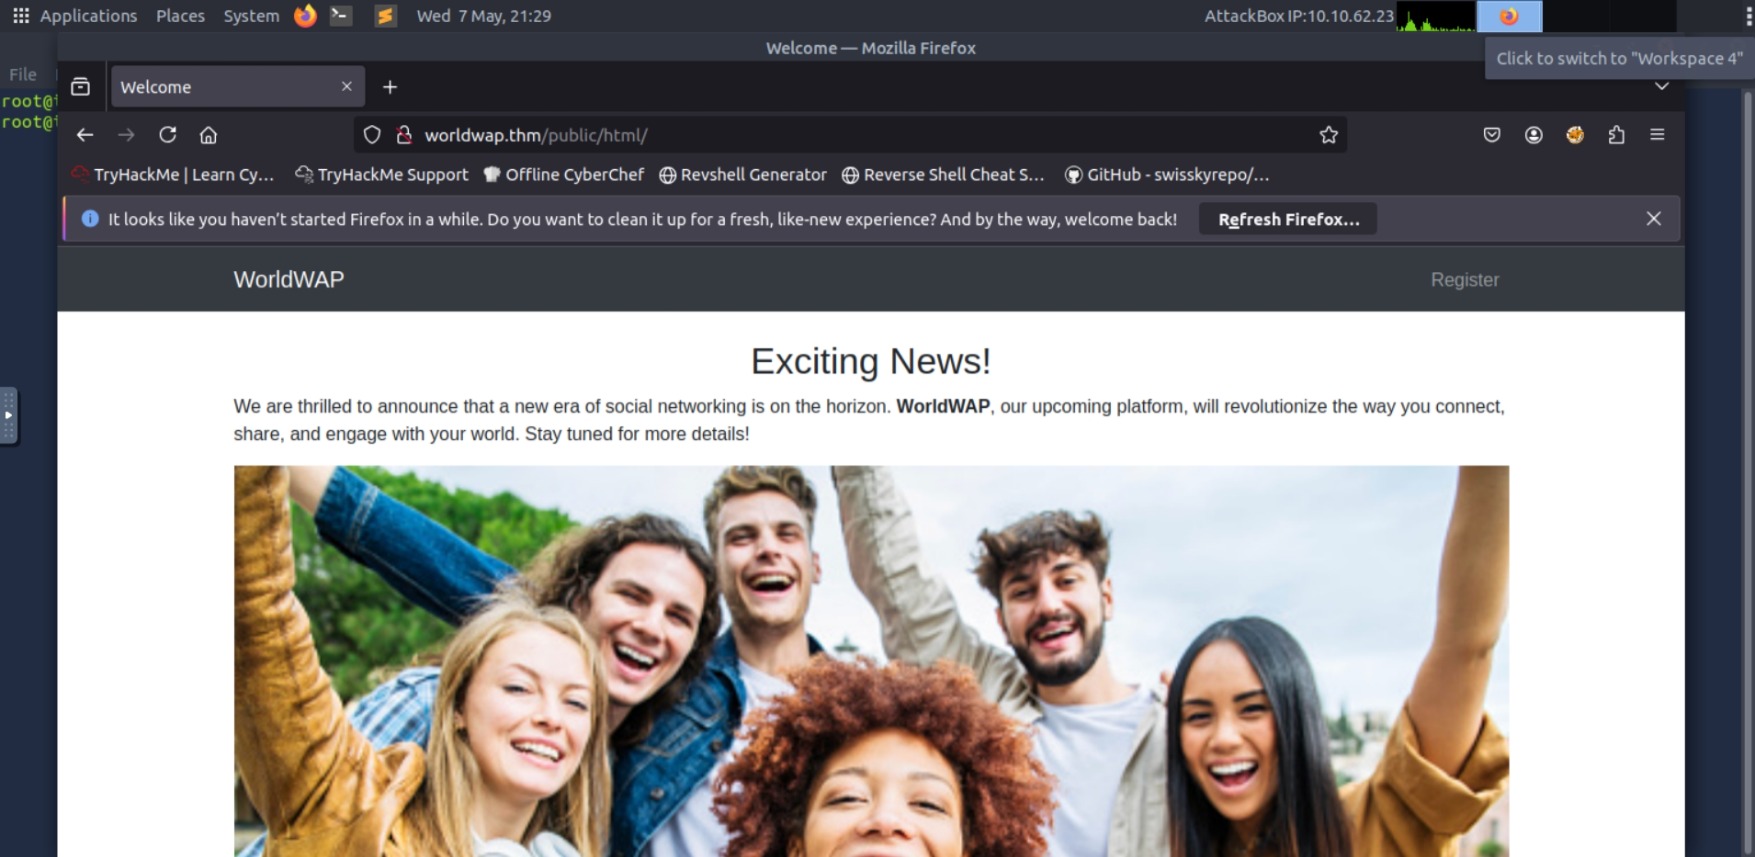 Applications Places System Wed 7 May, 21:29 AttackBox IP:10.10.62.23
Welcome — Mozilla Firefox
Click to switch to "Workspace 4"
File
Welcome
root@
root@
worldwap.thm/public/html/
TryHackMe | Learn Cy... TryHackMe Support Offline CyberChef Revshell Generator Reverse Shell Cheat S... GitHub - swisskyrepo/...
It looks like you haven't started Firefox in a while. Do you want to clean it up for a fresh, like-new experience? And by the way, welcome back! Refresh Firefox...
WorldWAP Register
Exciting News!
We are thrilled to announce that a new era of social networking is on the horizon. WorldWAP, our upcoming platform, will revolutionize the way you connect,
share, and engage with your world. Stay tuned for more details!